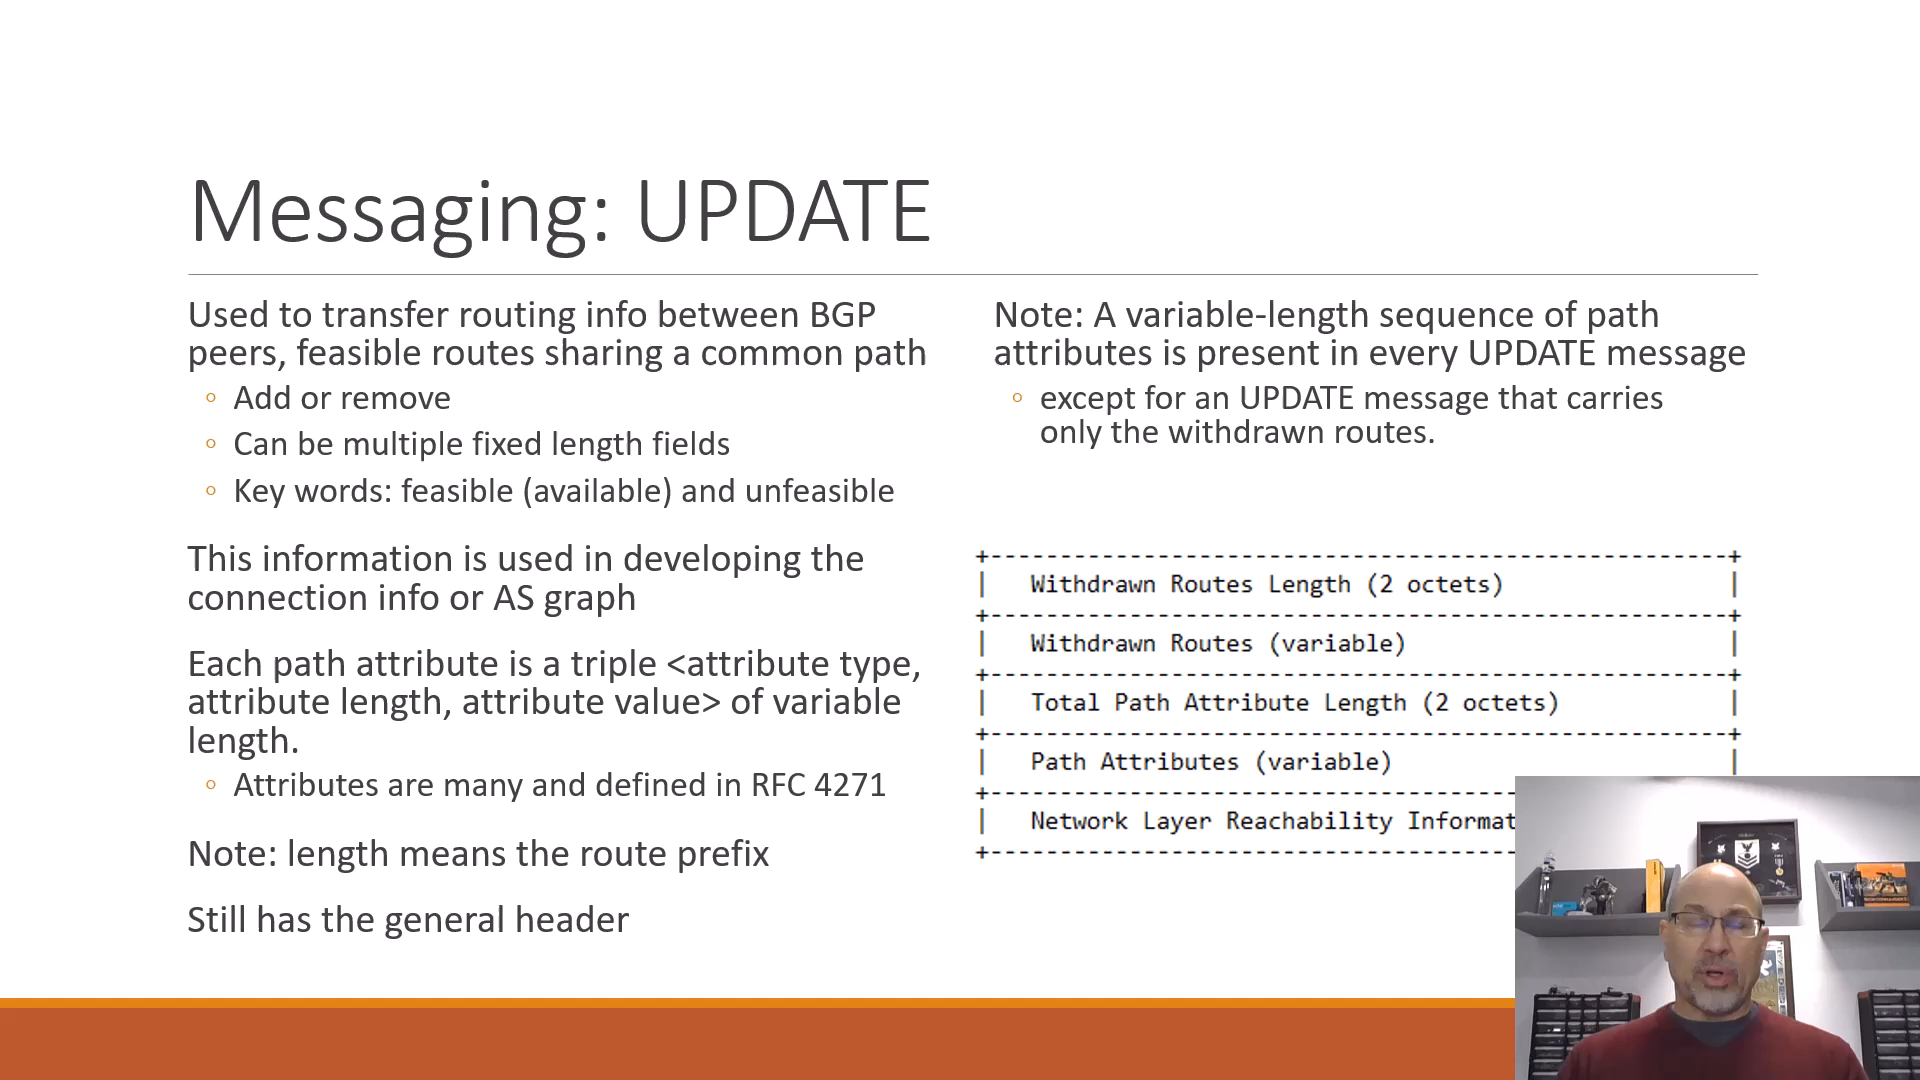 Messaging: UPDATE
Used to transfer routing info between BGP
peers, feasible routes sharing a common path
◦ Add or remove
◦ Can be multiple fixed length fields
◦ Key words: feasible (available) and unfeasible
This information is used in developing the
connection info or AS graph
Each path attribute is a triple <attribute type,
attribute length, attribute value> of variable
length.
◦ Attributes are many and defined in RFC 4271
Note: length means the route prefix
Still has the general header
Note: A variable-length sequence of path
attributes is present in every UPDATE message
◦ except for an UPDATE message that carries
only the withdrawn routes.
Withdrawn Routes Length (2 octets)
Withdrawn Routes (variable)
Total Path Attribute Length (2 octets)
Path Attributes (variable)
Network Layer Reachability Informat